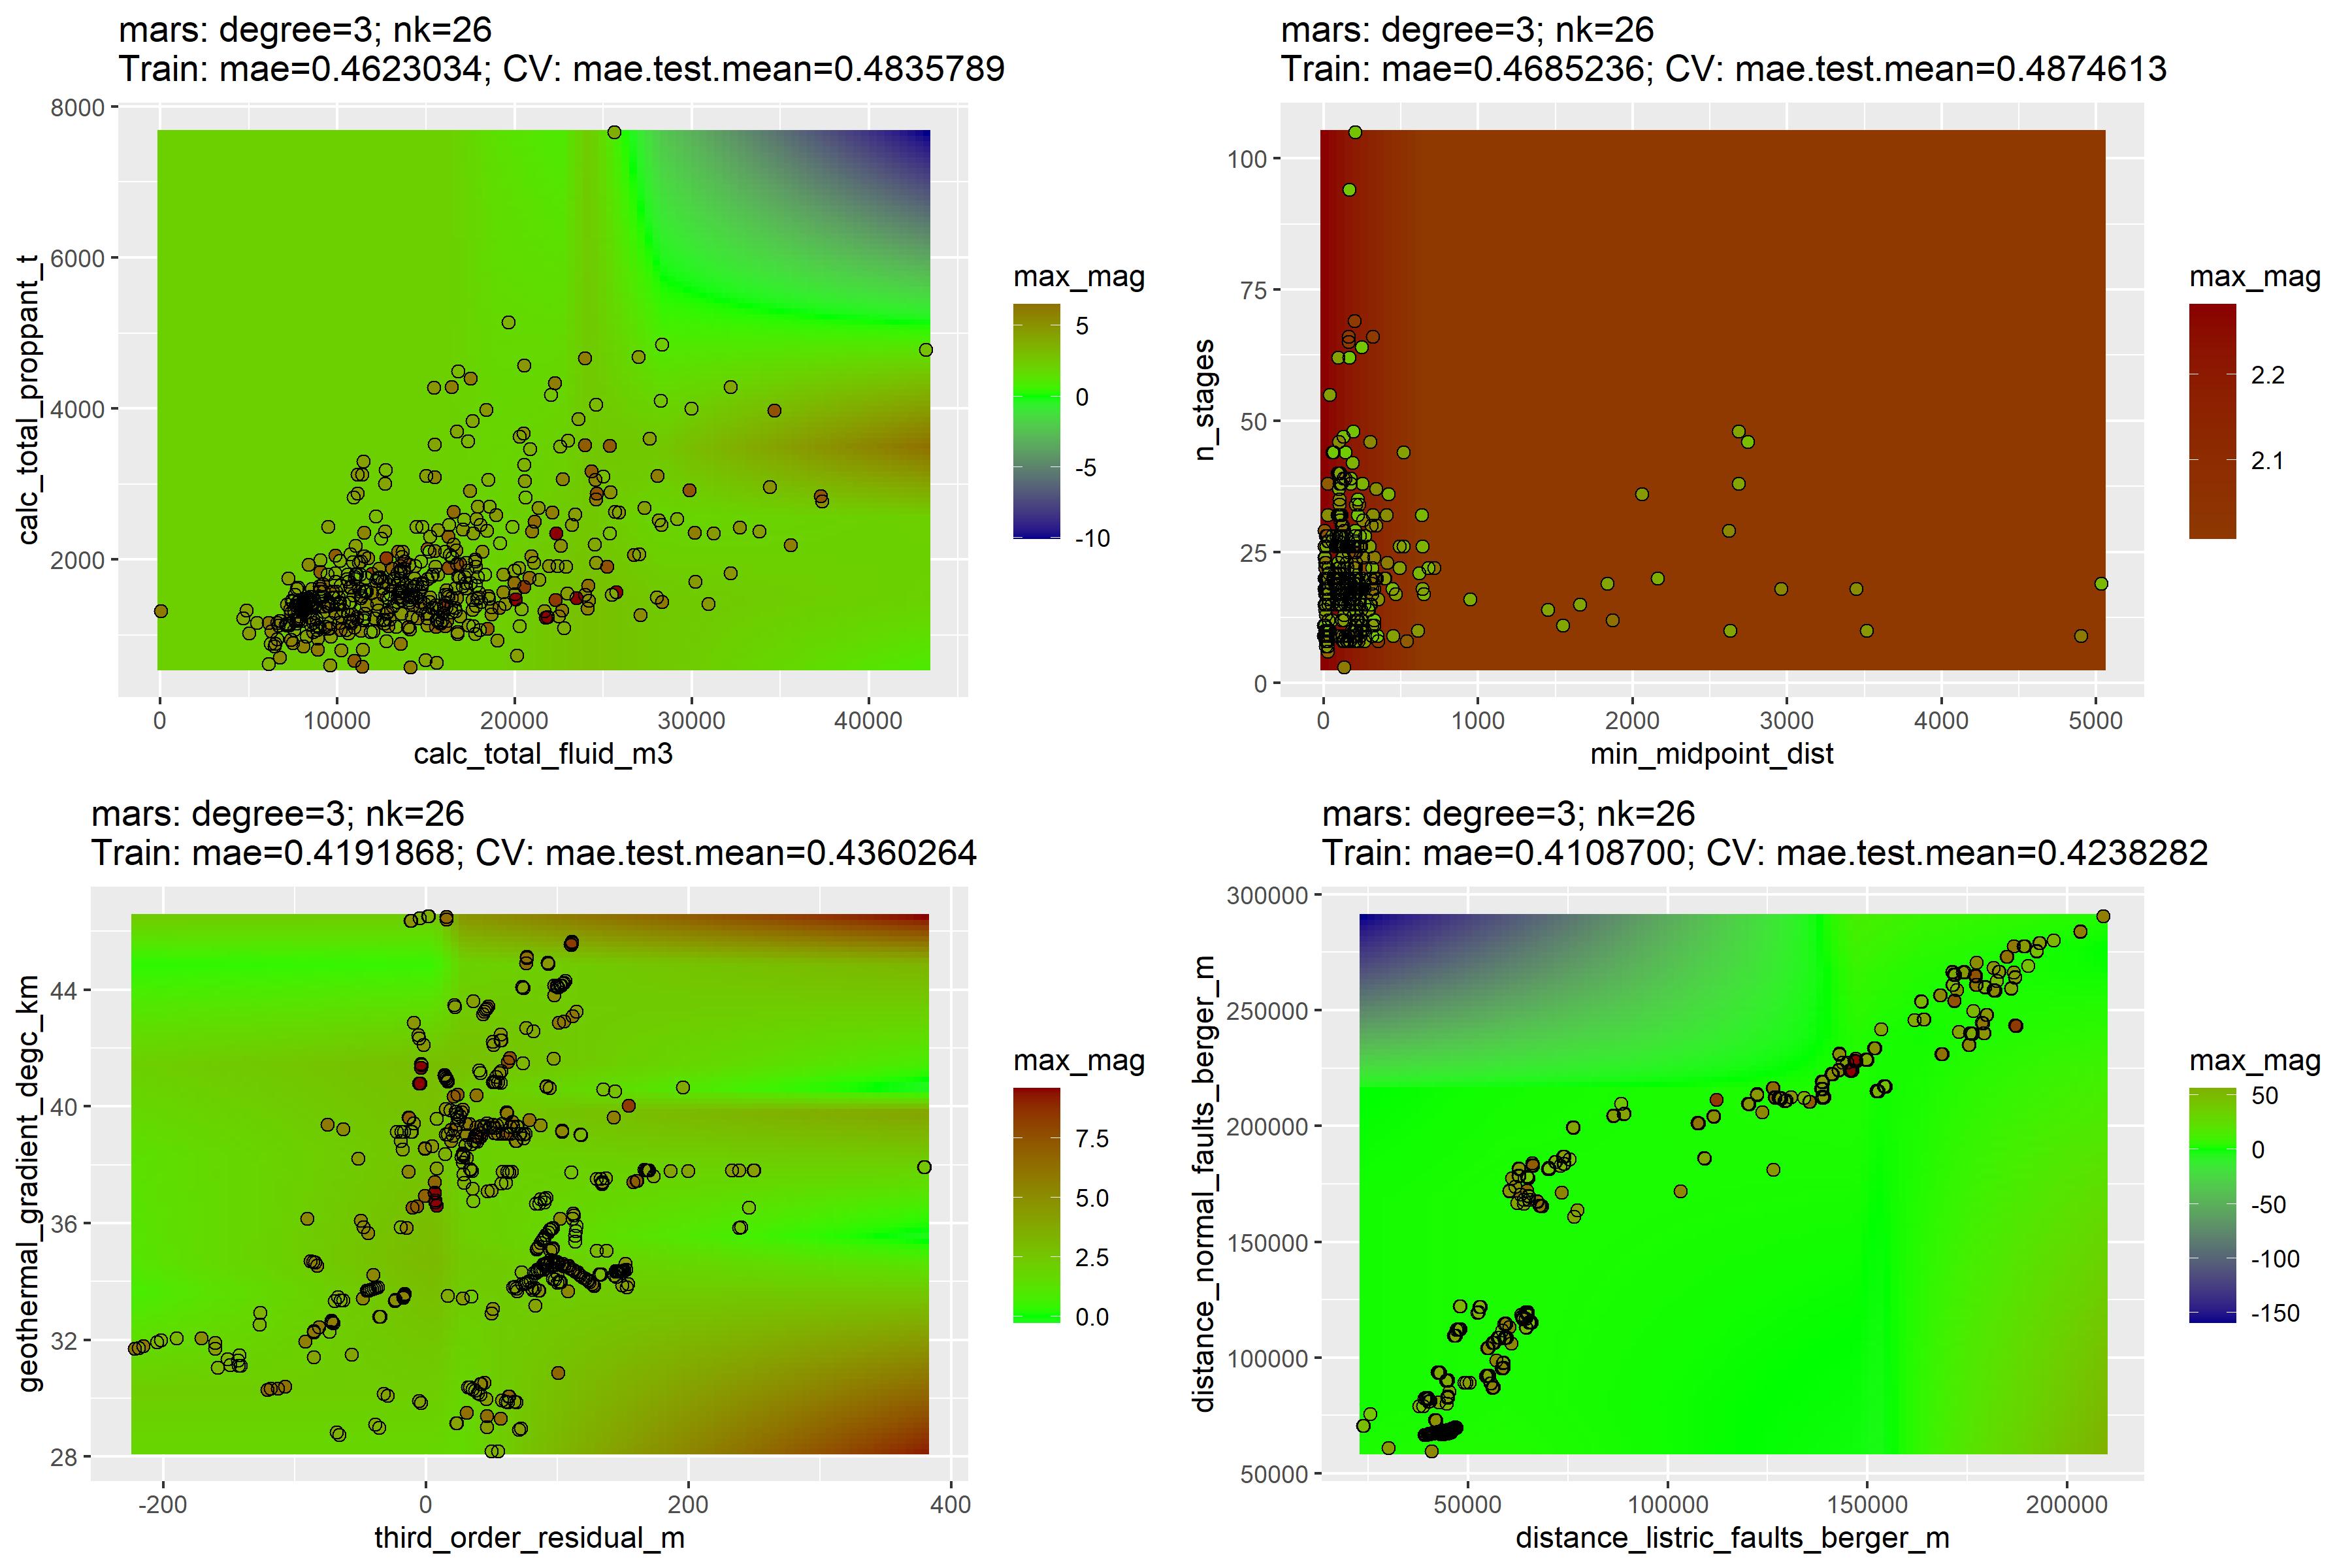 mars: degree=3; nk=26
Train: mae=0.4623034; CV: mae.test.mean=0.4835789
8000
6000
4000
2000
calc_total_proppant_t
0 10000 20000 30000 40000
calc_total_fluid_m3
max_mag
5
0
-5
-10
mars: degree=3; nk=26
Train: mae=0.4685236; CV: mae.test.mean=0.4874613
100
75
50
25
0
n_stages
0 1000 2000 3000 4000 5000
min_midpoint_dist
max_mag
2.2
2.1
mars: degree=3; nk=26
Train: mae=0.4191868; CV: mae.test.mean=0.4360264
44
40
36
32
28
geothermal_gradient_degc_km
-200 0 200 400
third_order_residual_m
max_mag
7.5
5.0
2.5
0.0
mars: degree=3; nk=26
Train: mae=0.4108700; CV: mae.test.mean=0.4238282
300000
250000
200000
150000
100000
50000
distance_normal_faults_berger_m
50000 100000 150000 200000
distance_listric_faults_berger_m
max_mag
50
0
-50
-100
-150